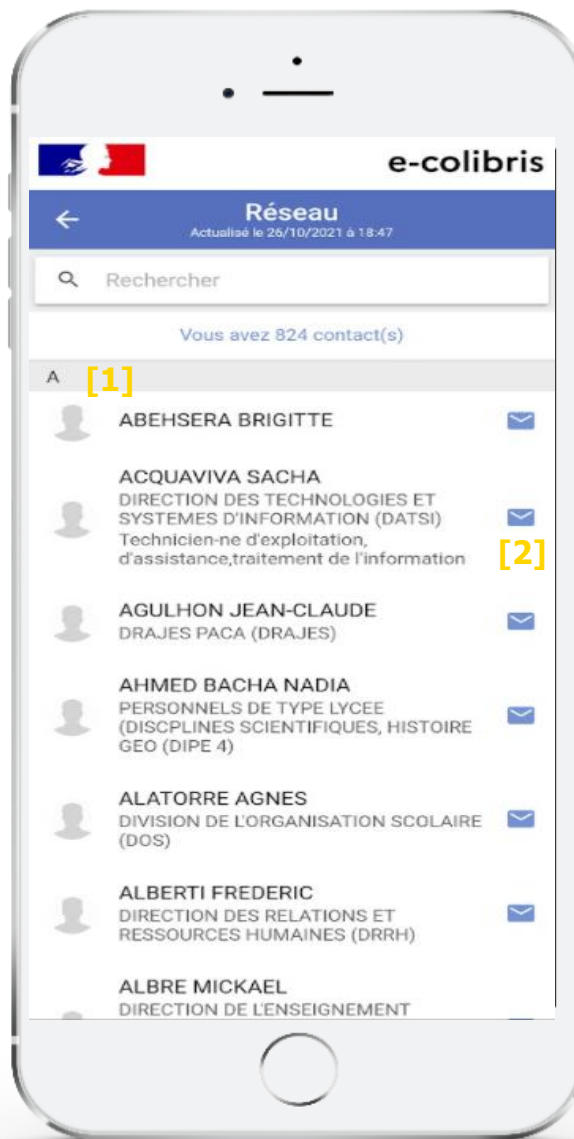 e-colibris
Réseau
Actualisé le 26/10/2021 à 18:47
Rechercher
Vous avez 824 contact(s)
A [1]
ABEHSERA BRIGITTE
ACQUAVIVA SACHA
DIRECTION DES TECHNOLOGIES ET
SYSTEMES D'INFORMATION (DATSI)
Technicien-ne d'exploitation,
d'assistance,traitement de l'information
[2]
AGULHON JEAN-CLAUDE
DRAJES PACA (DRAJES)
AHMED BACHA NADIA
PERSONNELS DE TYPE LYCEE
(DISCPLINES SCIENTIFIQUES, HISTOIRE
GEO (DIPE 4)
ALATORRE AGNES
DIVISION DE L'ORGANISATION SCOLAIRE
(DOS)
ALBERTI FREDERIC
DIRECTION DES RELATIONS ET
RESSOURCES HUMAINES (DRRH)
ALBRE MICKAEL
DIRECTION DE L'ENSEIGNEMENT